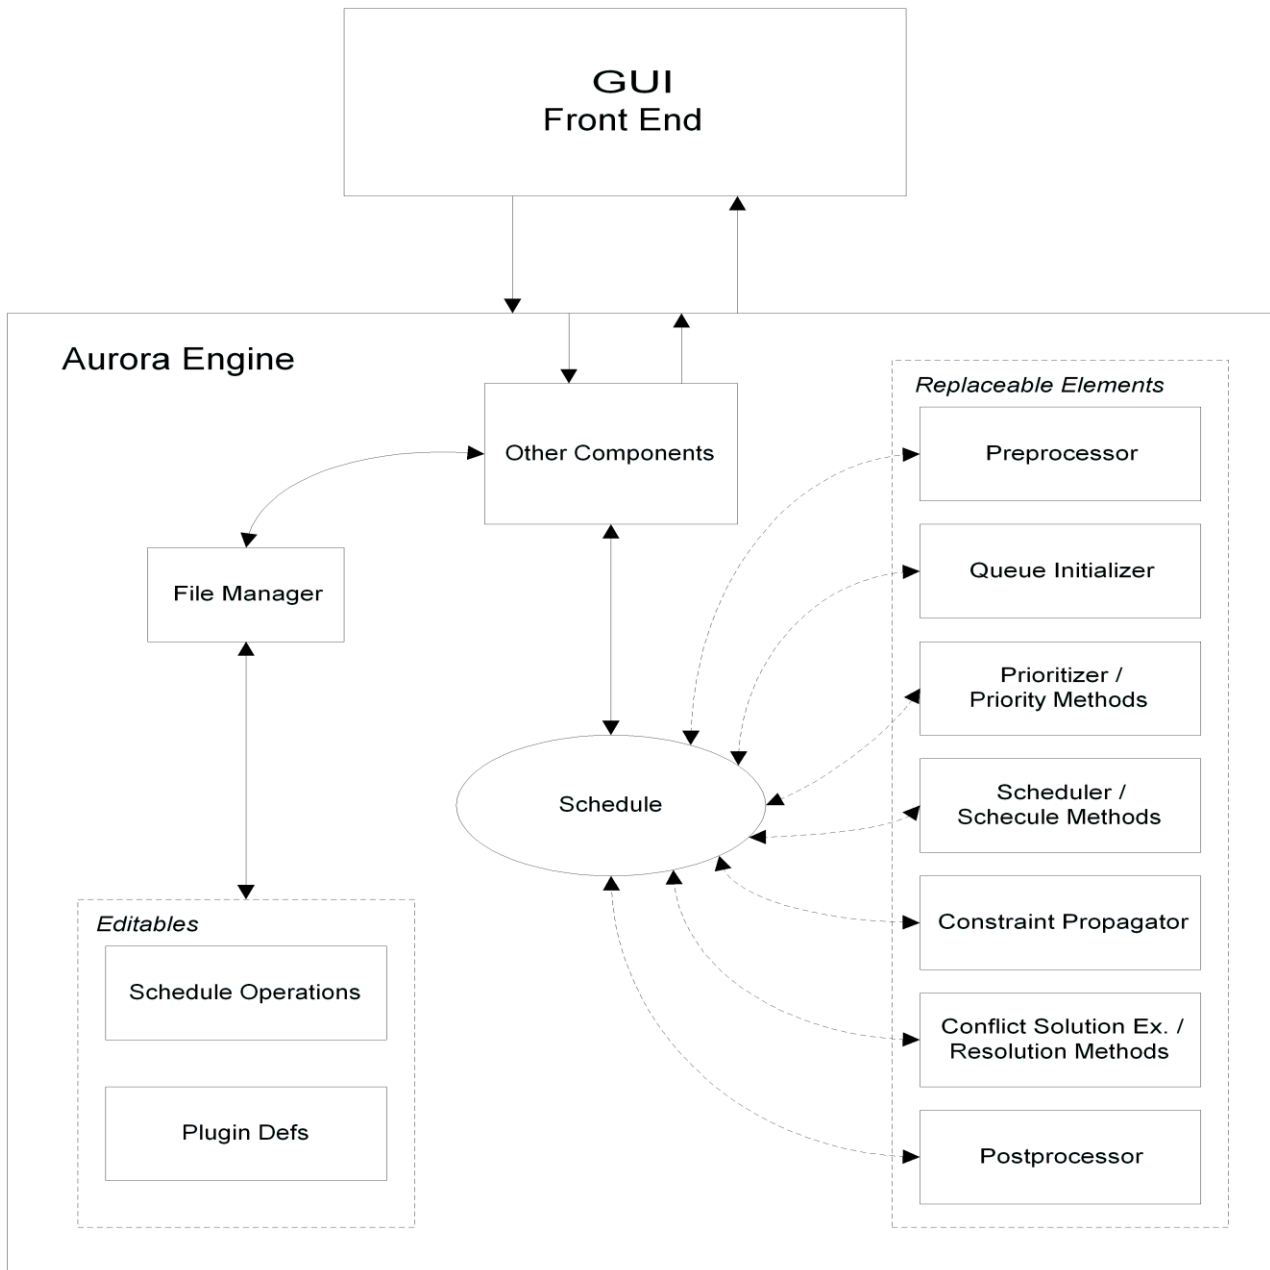 GUI
Front End
Aurora Engine
Replaceable Elements
Other Components
Preprocessor
Queue Initializer
File Manager
Prioritizer /
Priority Methods
Schedule
Scheduler /
Schecule Methods
Constraint Propagator
Editables
Schedule Operations
Conflict Solution Ex. /
Resolution Methods
Plugin Defs
Postprocessor